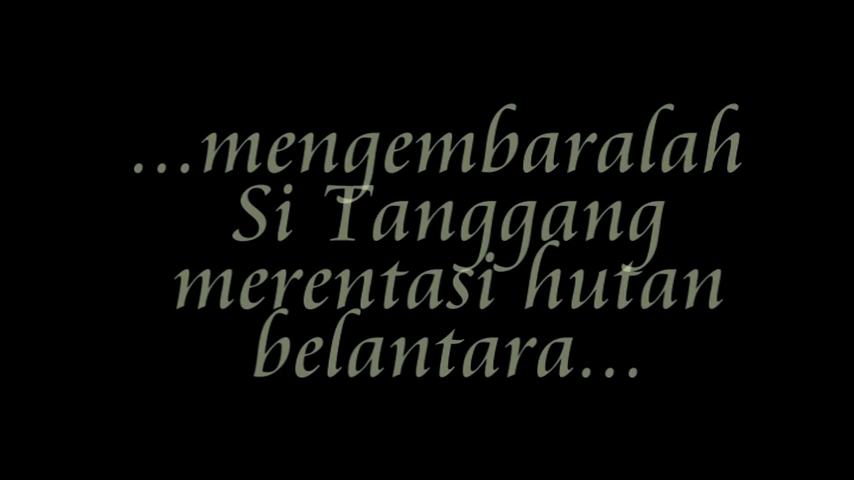 ...mengembaralah
Si Tanggang
merentasi hutan
belantara...